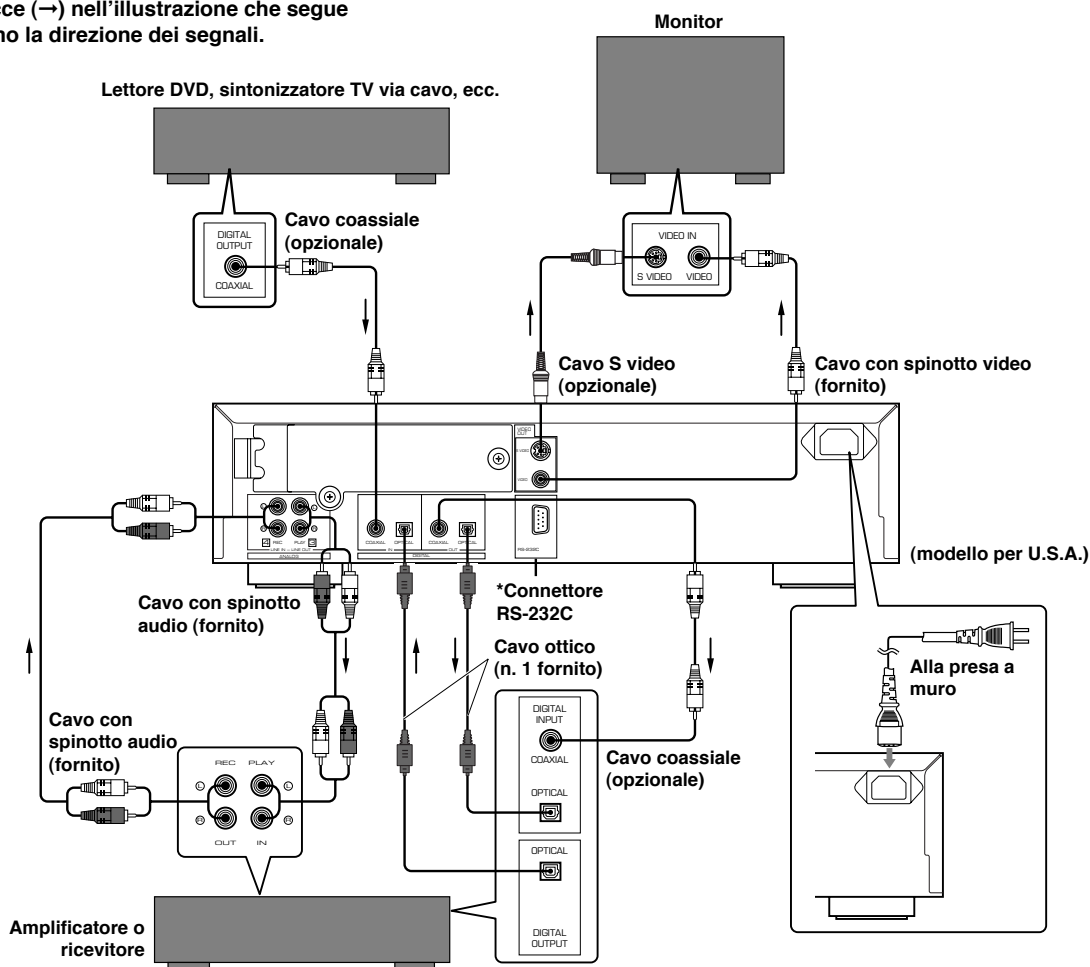 cce (→) nell'illustrazione che segue
no la direzione dei segnali.
Monitor
Lettore DVD, sintonizzatore TV via cavo, ecc.
DIGITAL
OUTPUT
COAXIAL
Cavo coassiale
(opzionale)
VIDEO IN
S VIDEO VIDEO
Cavo S video
(opzionale)
Cavo con spinotto video
(fornito)
VIDEO
OUT
S VIDEO
VIDEO
L L
R R
REC PLAY
LINE IN LINE OUT
ANALOG
COAXIAL OPTICAL COAXIAL OPTICAL
IN OUT
DIGITAL
RS-232C
(modello per U.S.A.)
*Connettore
RS-232C
Cavo con spinotto
audio (fornito)
Cavo ottico
(n. 1 fornito)
Alla presa a
muro
Cavo con
spinotto audio
(fornito)
REC PLAY
L L
R R
OUT IN
DIGITAL
INPUT
COAXIAL
OPTICAL
OPTICAL
DIGITAL
OUTPUT
Cavo coassiale
(opzionale)
Amplificatore o
ricevitore